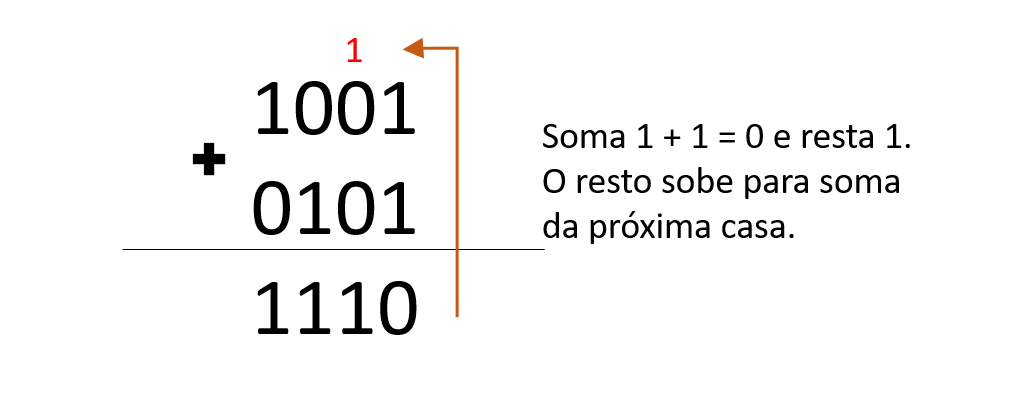 1
1001
+
0101
1110
Soma 1 + 1 = 0 e resta 1.
O resto sobe para soma
da próxima casa.